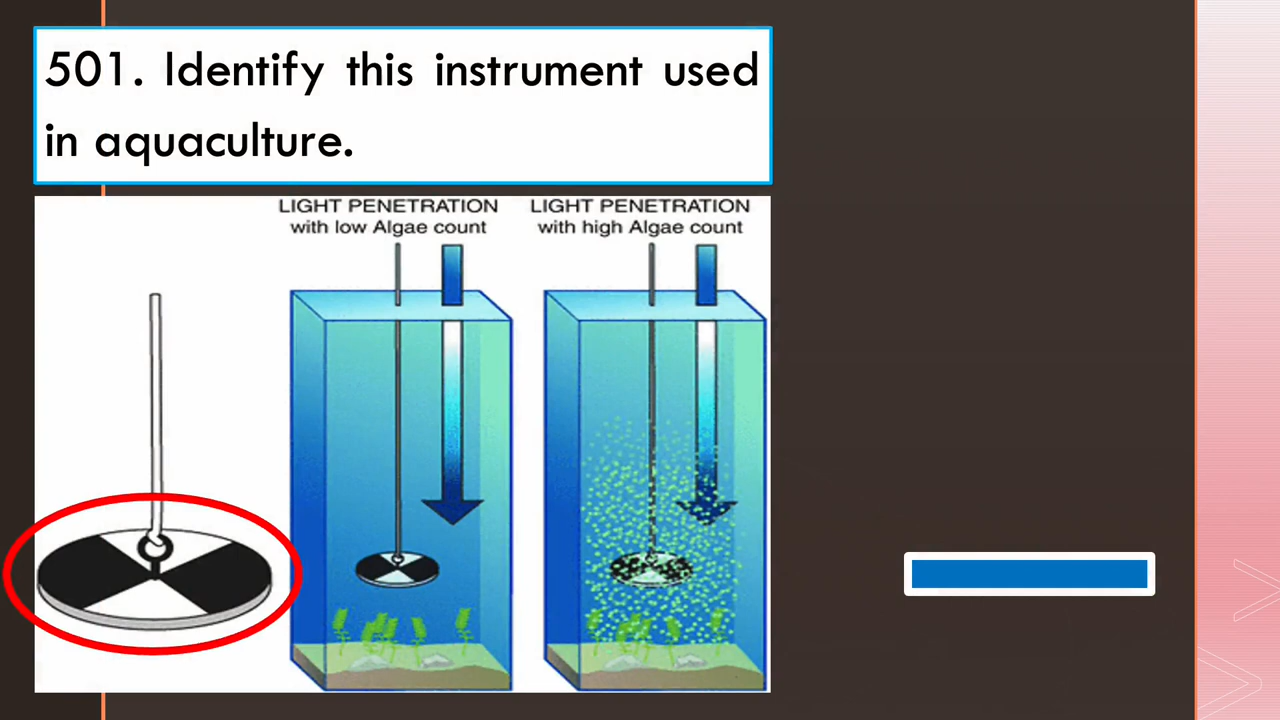 501. Identify this instrument used
in aquaculture.
LIGHT PENETRATION
with low Algae count
LIGHT PENETRATION
with high Algae count